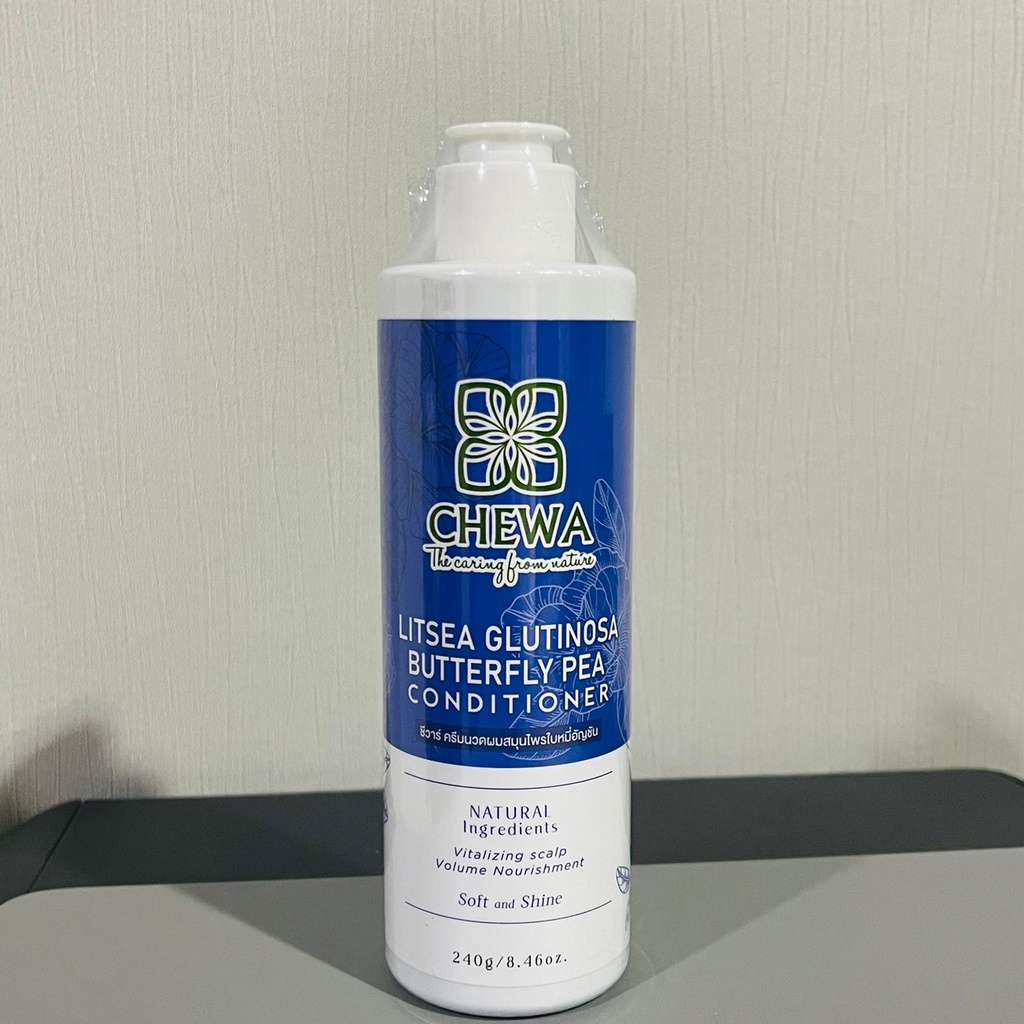 CHEWA
The caring from nature
LITSEA GLUTINOSA
BUTTERFLY PEA
CONDITIONER
ชีวาร์ ครีมนวดผมสมุนไพรใบหมี่อัญชัน
NATURAL
Ingredients
Vitalizing scalp
Volume Nourishment
Soft and Shine
240g/8.46oz.